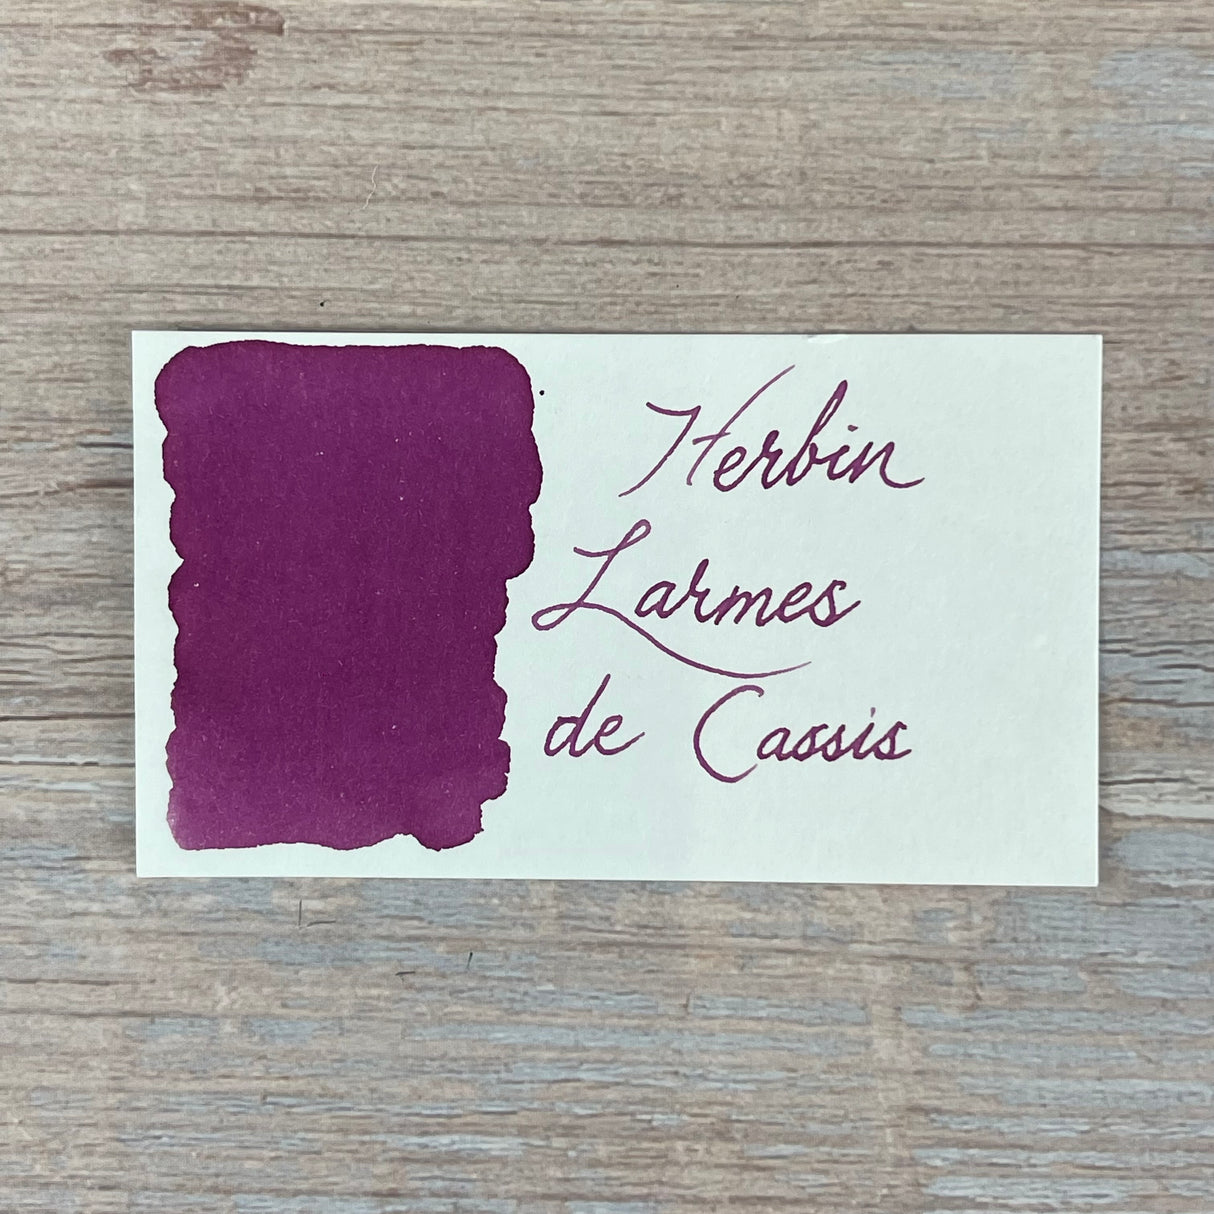 Herbin
Larmes
de Cassis